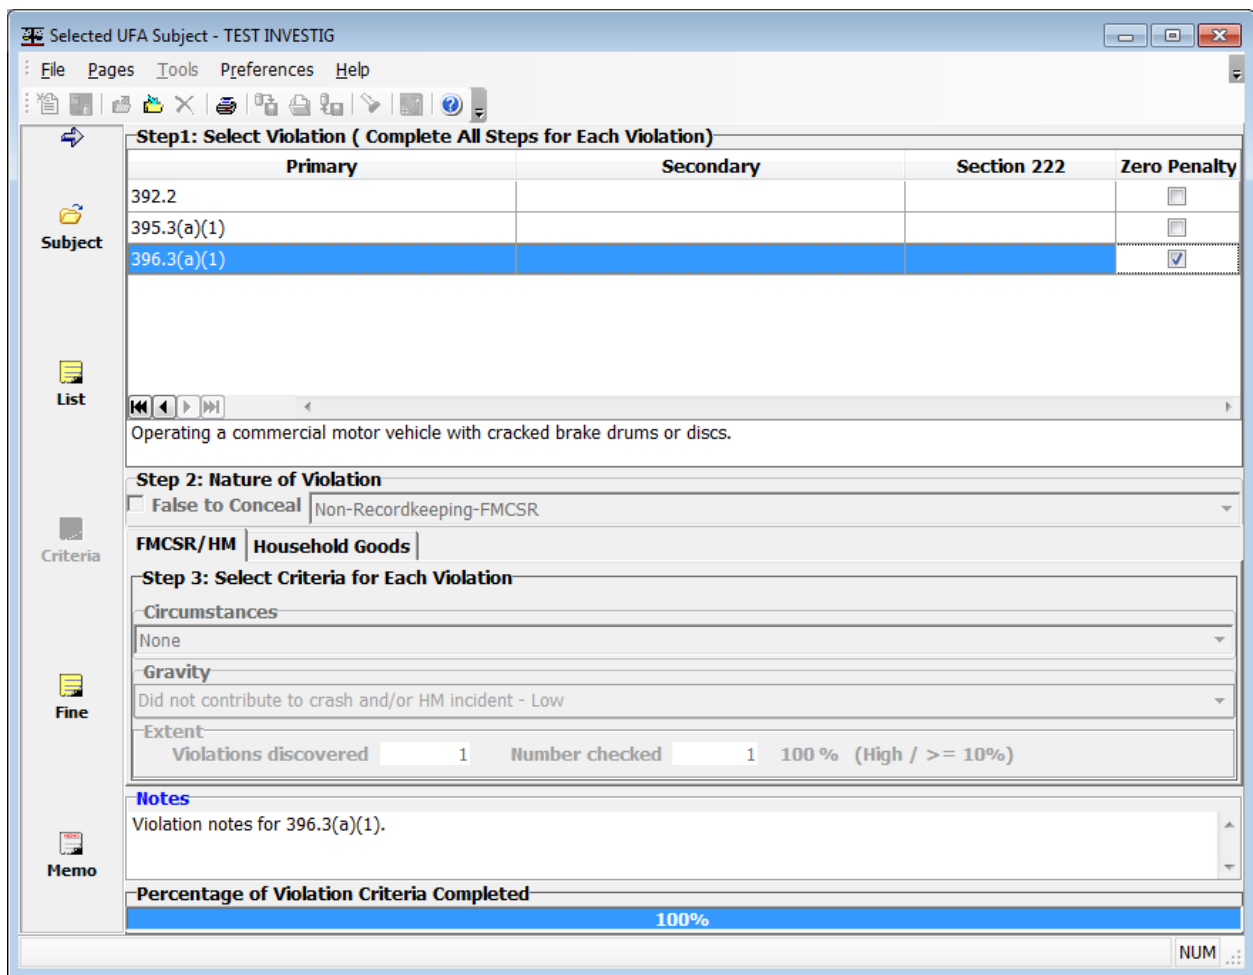 Selected UFA Subject - TEST INVESTIG
File Pages Tools Preferences Help
Step1: Select Violation ( Complete All Steps for Each Violation)
Primary Secondary Section 222 Zero Penalty
392.2
395.3(a)(1)
396.3(a)(1)
Subject
List
Operating a commercial motor vehicle with cracked brake drums or discs.
Step 2: Nature of Violation
False to Conceal Non-Recordkeeping-FMCSR
Criteria
FMCSR/HM Household Goods
Step 3: Select Criteria for Each Violation
Circumstances
None
Gravity
Did not contribute to crash and/or HM incident - Low
Fine
Extent
Violations discovered 1 Number checked 1 100 % (High / >= 10%)
Notes
Violation notes for 396.3(a)(1).
Memo
Percentage of Violation Criteria Completed
100%
NUM